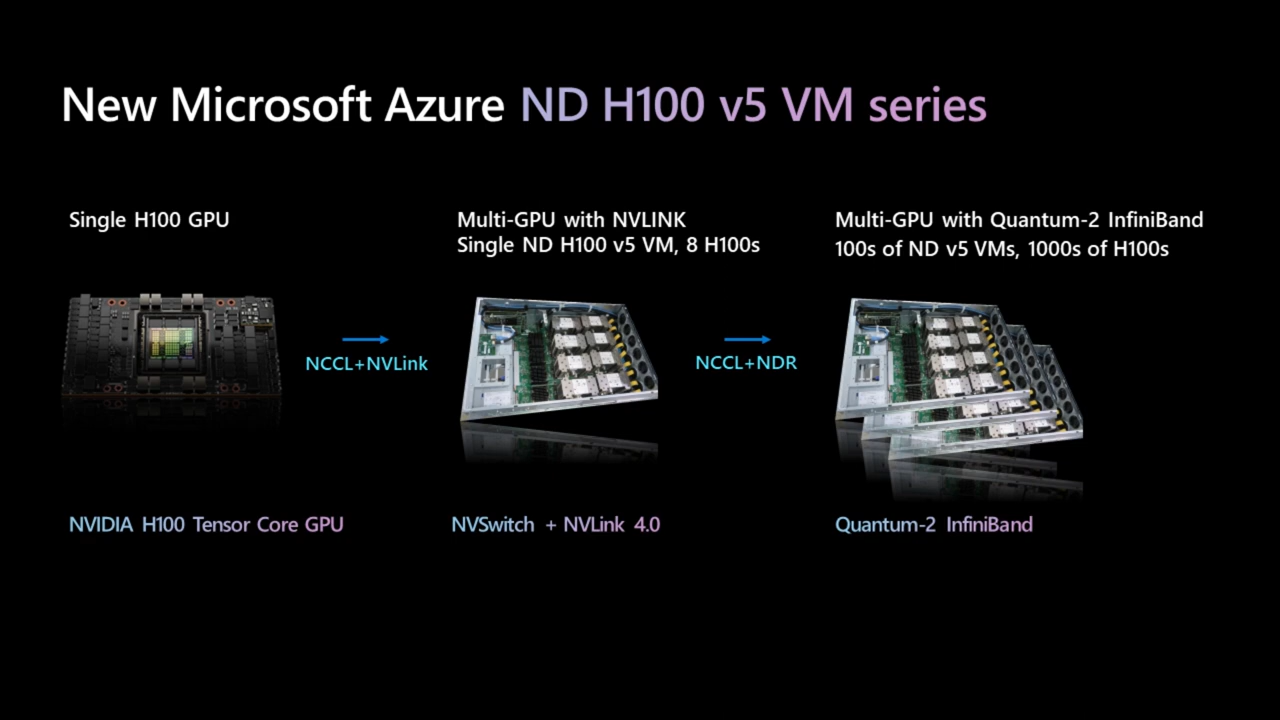 New Microsoft Azure ND H100 v5 VM series
Single H100 GPU
Multi-GPU with NVLINK
Single ND H100 v5 VM, 8 H100s
Multi-GPU with Quantum-2 InfiniBand
100s of ND v5 VMs, 1000s of H100s
NCCL+NVLink
NCCL+NDR
NVIDIA H100 Tensor Core GPU
NVSwitch + NVLink 4.0
Quantum-2 InfiniBand